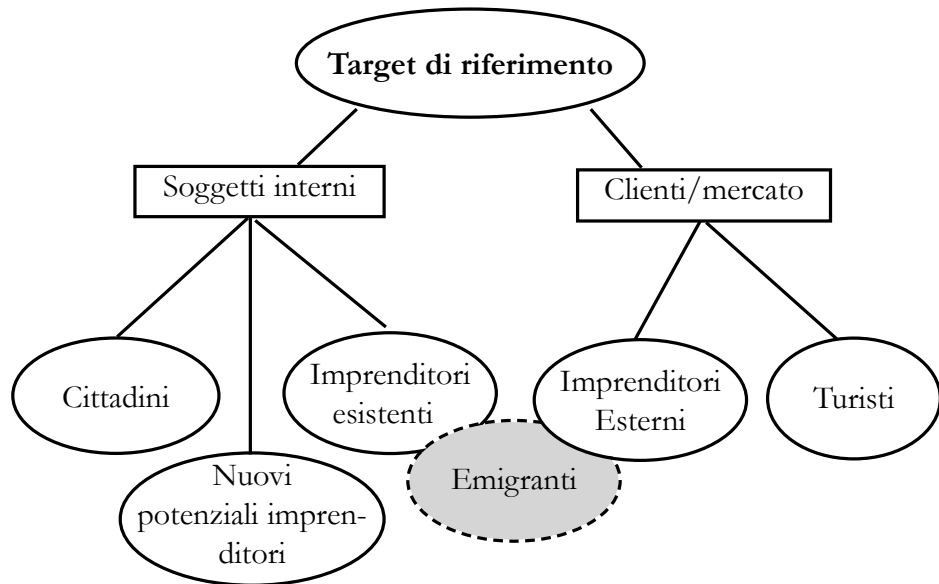 Target di riferimento
Soggetti interni
Clienti/mercato
Cittadini
Imprenditori
esistenti
Imprenditori
Esterni
Turisti
Emigranti
Nuovi
potenziali impren-
ditori